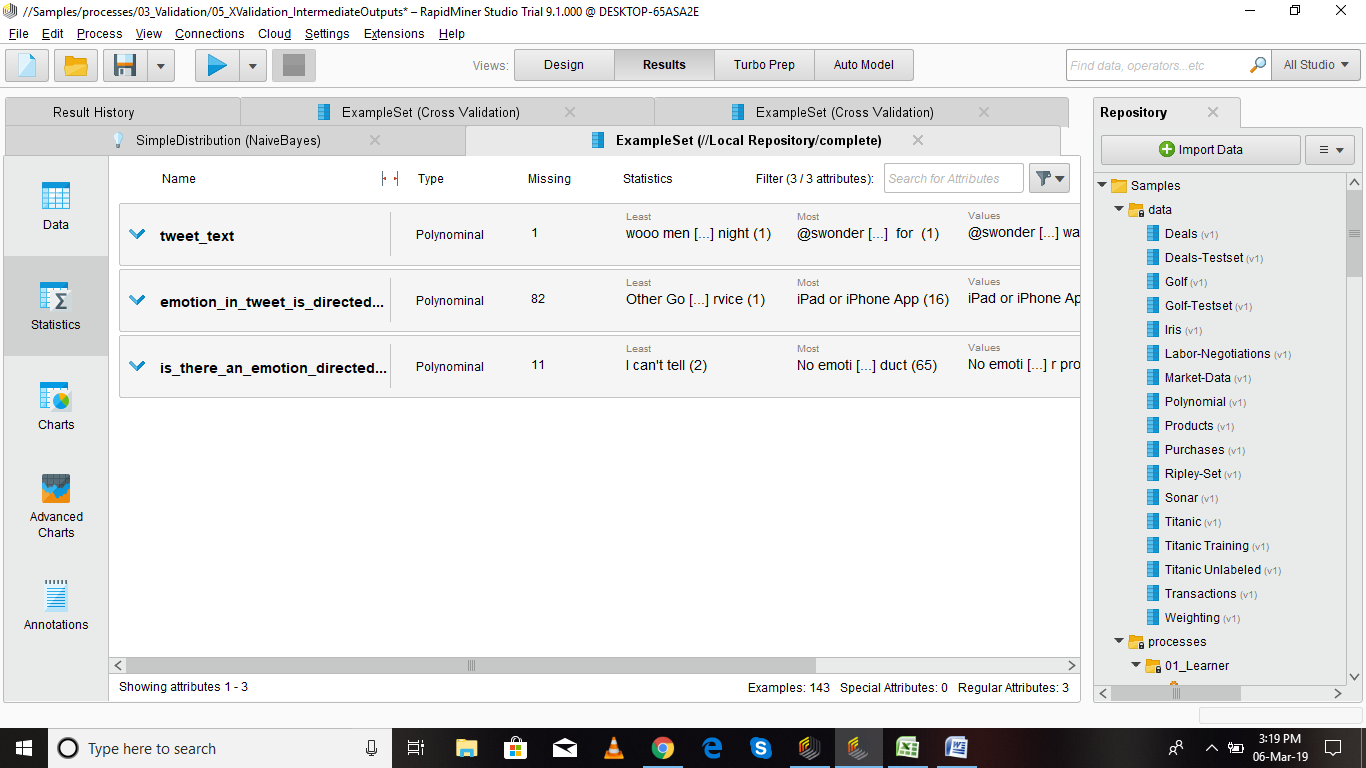 //Samples/processes/03_Validation/05_XValidation_IntermediateOutputs* – RapidMiner Studio Trial 9.1.000 @ DESKTOP-65ASA2E
File Edit Process View Connections Cloud Settings Extensions Help
Views: Design Results Turbo Prep Auto Model Find data, operators...etc All Studio
Result History ExampleSet (Cross Validation) ExampleSet (Cross Validation)
SimpleDistribution (NaiveBayes) ExampleSet (//Local Repository/complete)
Name Type Missing Statistics Filter (3 / 3 attributes): Search for Attributes
Data
Statistics
Charts
Advanced
Charts
Annotations
Least Most Values
tweet_text Polynominal 1 wooo men [...] night (1) @swonder [...] for (1) @swonder [...] wa
Least Most Values
emotion_in_tweet_is_directed... Polynominal 82 Other Go [...] rvice (1) iPad or iPhone App (16) iPad or iPhone Ap
Least Most Values
is_there_an_emotion_directed... Polynominal 11 I can't tell (2) No emoti [...] duct (65) No emoti [...] r pro
Showing attributes 1 - 3 Examples: 143 Special Attributes: 0 Regular Attributes: 3
Repository
Import Data
Samples
data
Deals (v1)
Deals-Testset (v1)
Golf (v1)
Golf-Testset (v1)
Iris (v1)
Labor-Negotiations (v1)
Market-Data (v1)
Polynomial (v1)
Products (v1)
Purchases (v1)
Ripley-Set (v1)
Sonar (v1)
Titanic (v1)
Titanic Training (v1)
Titanic Unlabeled (v1)
Transactions (v1)
Weighting (v1)
processes
01_Learner
Type here to search
3:19 PM
06-Mar-19